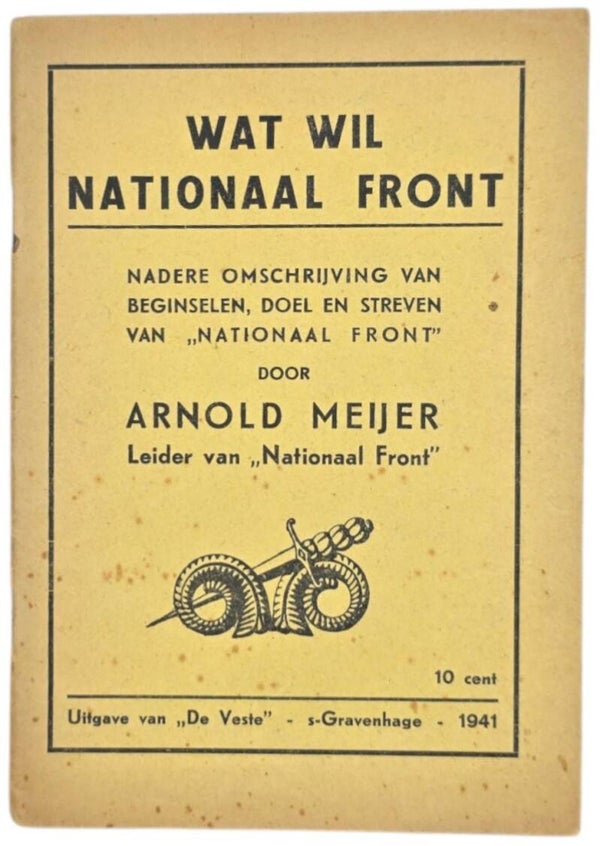 WAT WIL
NATIONAAL FRONT
NADERE OMSCHRIJVING VAN
BEGINSELEN, DOEL EN STREVEN
VAN „NATIONAAL FRONT”
DOOR
ARNOLD MEIJER
Leider van „Nationaal Front”
10 cent
Uitgave van „De Veste” - s-Gravenhage - 1941